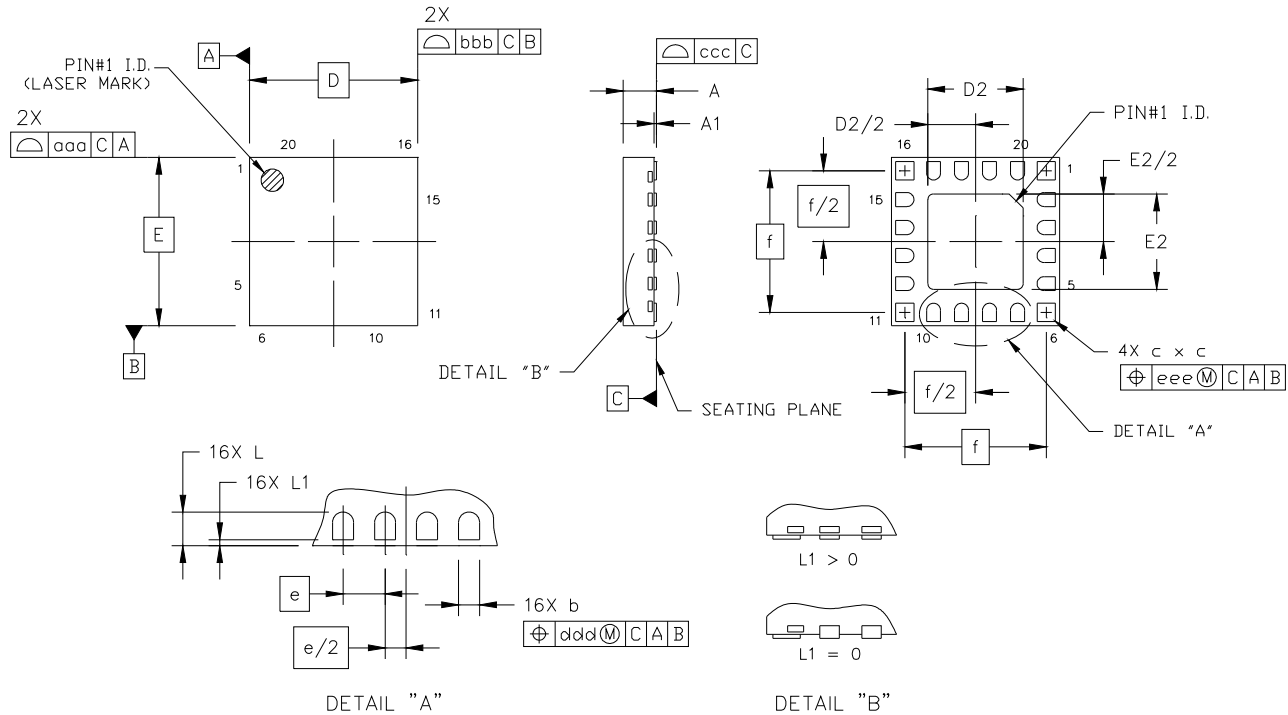 2X
bbb C B
A
D
PIN#1 I.D.
(LASER MARK)
2X
aaa C A
20
16
1
15
E
5
11
6
10
B
ccc C
A
A1
DETAIL "B"
C
SEATING PLANE
D2
D2/2
PIN#1 I.D.
16
20
E2/2
1
15
f/2
f
E2
5
11
10
6
4X c x c
⌖ eee Ⓜ C A B
f/2
f
DETAIL "A"
16X L
16X L1
e
e/2
16X b
⌖ ddd Ⓜ C A B
DETAIL "A"
L1 > 0
L1 = 0
DETAIL "B"